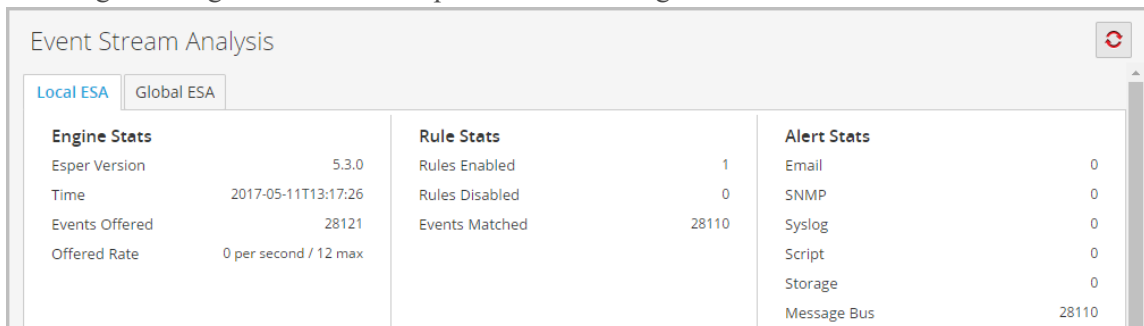 Event Stream Analysis
Local ESA Global ESA
Engine Stats
Esper Version 5.3.0
Time 2017-05-11T13:17:26
Events Offered 28121
Offered Rate 0 per second / 12 max
Rule Stats
Rules Enabled 1
Rules Disabled 0
Events Matched 28110
Alert Stats
Email 0
SNMP 0
Syslog 0
Script 0
Storage 0
Message Bus 28110